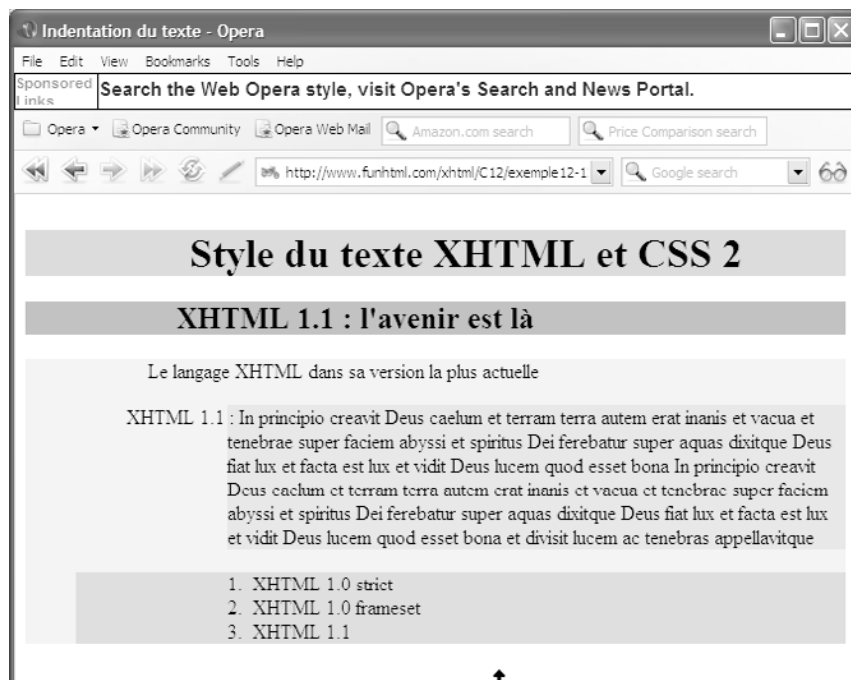 Indentation du texte - Opera
File Edit View Bookmarks Tools Help
Sponsored Links
Search the Web Opera style, visit Opera's Search and News Portal.
Opera Opera Community Opera Web Mail Amazon.com search Price Comparison search
http://www.funhtml.com/xhtml/C12/exemple12-1 Google search
Style du texte XHTML et CSS 2
XHTML 1.1 : l'avenir est là
Le langage XHTML dans sa version la plus actuelle
XHTML 1.1 : In principio creavit Deus caelum et terram terra autem erat inanis et vacua et
tenebrae super faciem abyssi et spiritus Dei ferebatur super aquas dixitque Deus
fiat lux et facta est lux et vidit Deus lucem quod esset bona In principio creavit
Deus caelum et terram terra autem erat inanis et vacua et tenebrae super faciem
abyssi et spiritus Dei ferebatur super aquas dixitque Deus fiat lux et facta est lux
et vidit Deus lucem quod esset bona et divisit lucem ac tenebras appellavitque
1. XHTML 1.0 strict
2. XHTML 1.0 frameset
3. XHTML 1.1